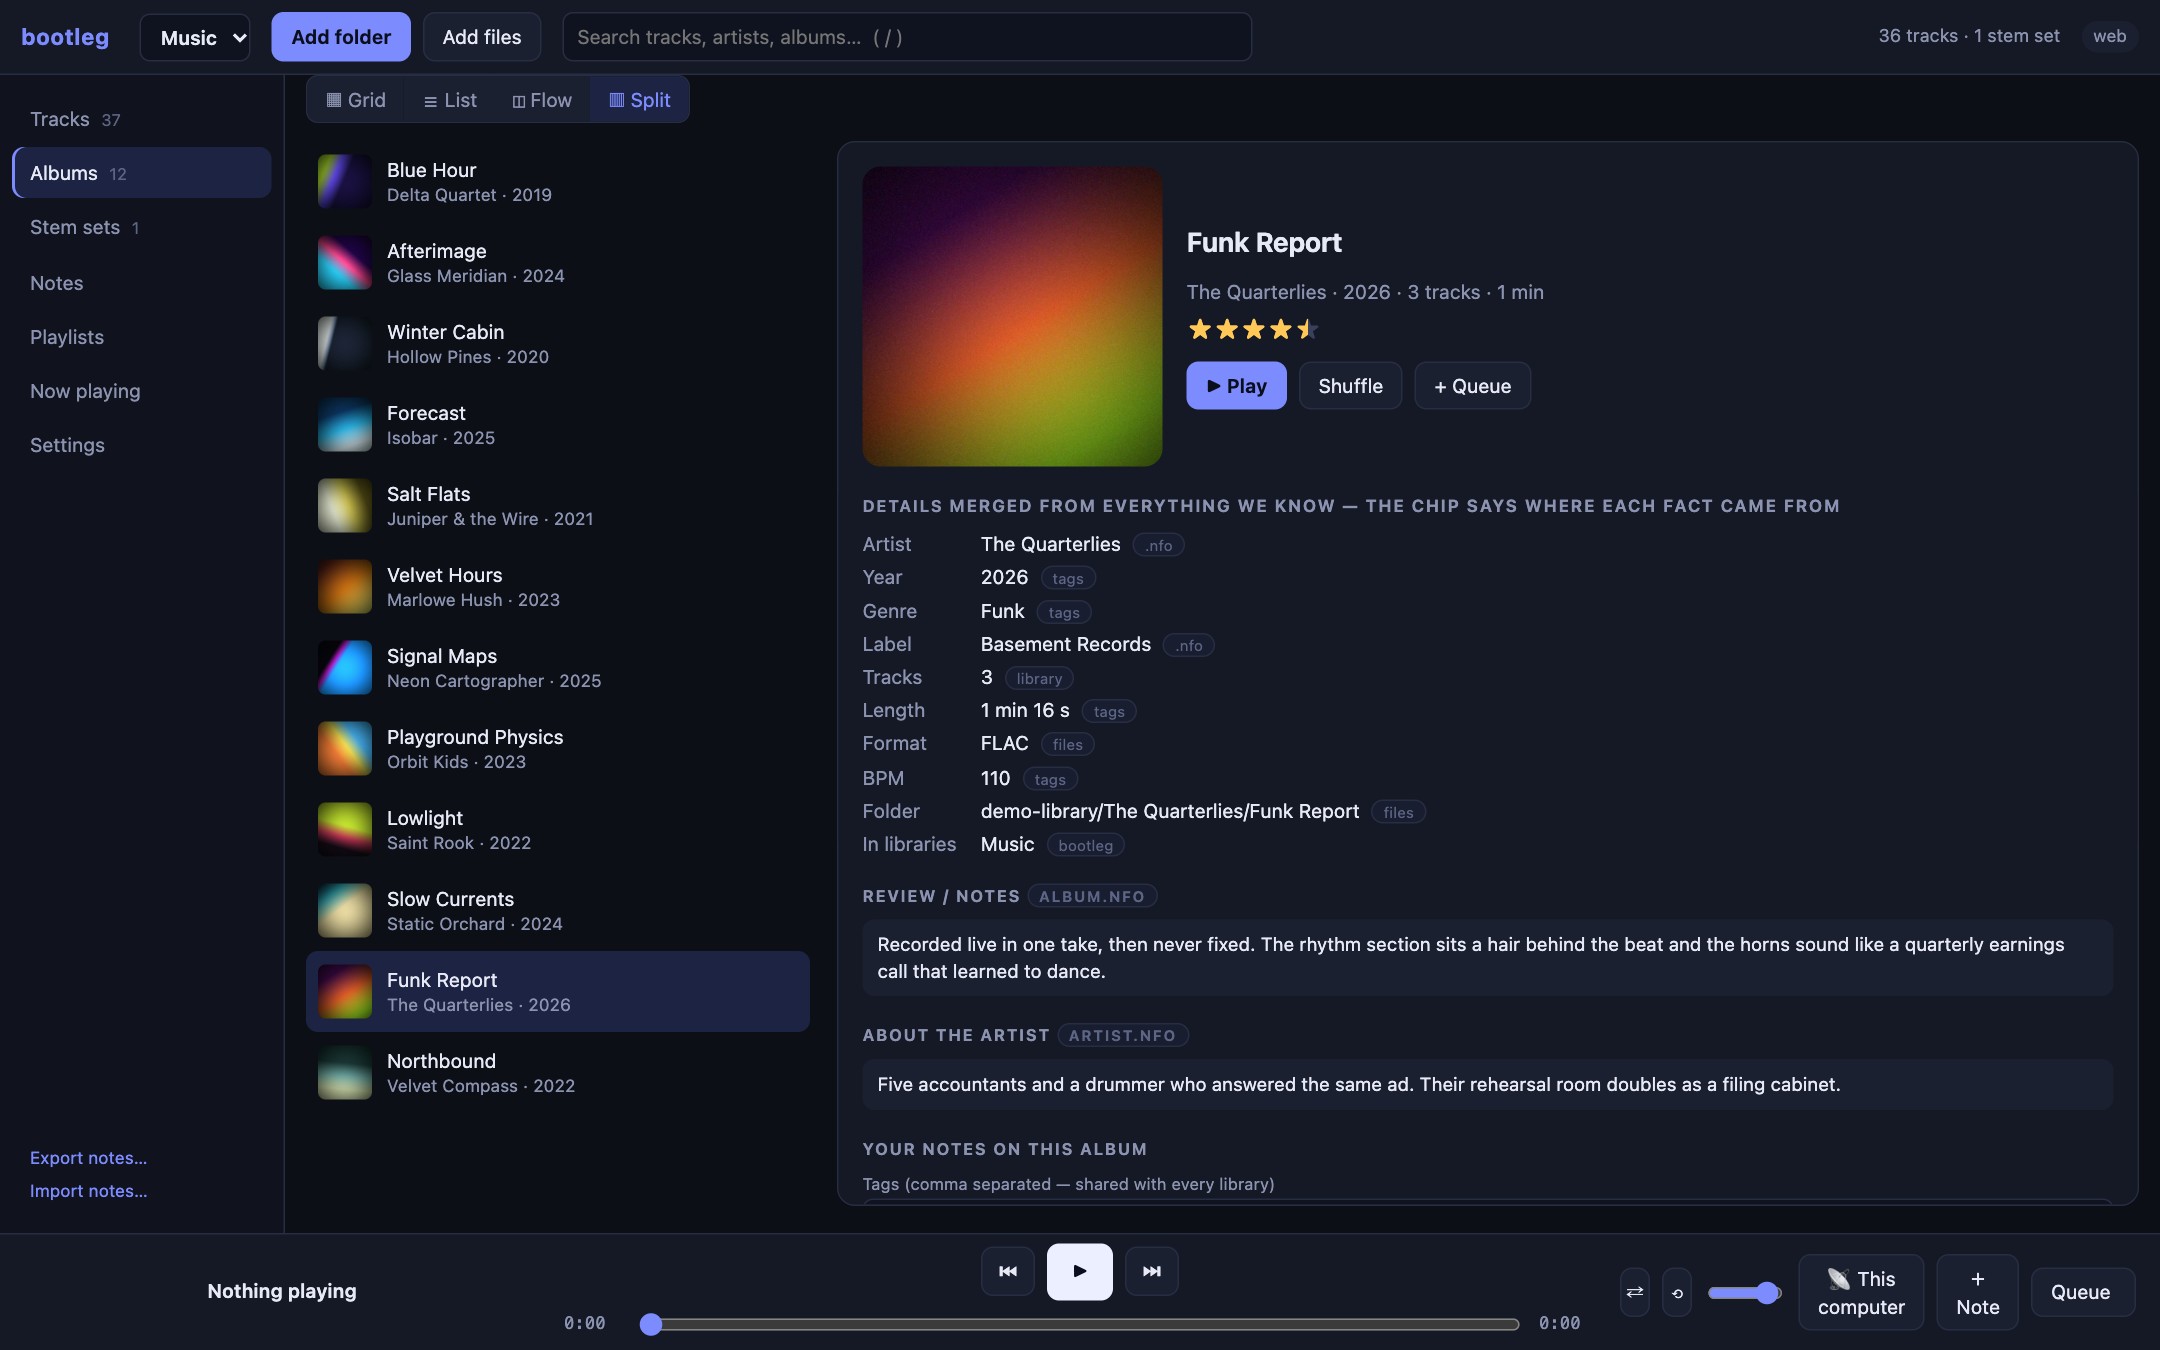 bootleg
Music
Add folder
Add files
Search tracks, artists, albums... ( / )
36 tracks · 1 stem set
web
Tracks 37
Albums 12
Stem sets 1
Notes
Playlists
Now playing
Settings
Export notes...
Import notes...
Grid
List
Flow
Split
Blue Hour
Delta Quartet · 2019
Afterimage
Glass Meridian · 2024
Winter Cabin
Hollow Pines · 2020
Forecast
Isobar · 2025
Salt Flats
Juniper & the Wire · 2021
Velvet Hours
Marlowe Hush · 2023
Signal Maps
Neon Cartographer · 2025
Playground Physics
Orbit Kids · 2023
Lowlight
Saint Rook · 2022
Slow Currents
Static Orchard · 2024
Funk Report
The Quarterlies · 2026
Northbound
Velvet Compass · 2022
Funk Report
The Quarterlies · 2026 · 3 tracks · 1 min
Play
Shuffle
+ Queue
DETAILS MERGED FROM EVERYTHING WE KNOW — THE CHIP SAYS WHERE EACH FACT CAME FROM
Artist The Quarterlies .nfo
Year 2026 tags
Genre Funk tags
Label Basement Records .nfo
Tracks 3 library
Length 1 min 16 s tags
Format FLAC files
BPM 110 tags
Folder demo-library/The Quarterlies/Funk Report files
In libraries Music bootleg
REVIEW / NOTES ALBUM.NFO
Recorded live in one take, then never fixed. The rhythm section sits a hair behind the beat and the horns sound like a quarterly earnings
call that learned to dance.
ABOUT THE ARTIST ARTIST.NFO
Five accountants and a drummer who answered the same ad. Their rehearsal room doubles as a filing cabinet.
YOUR NOTES ON THIS ALBUM
Tags (comma separated — shared with every library)
Nothing playing
0:00
0:00
This
computer
+
Note
Queue